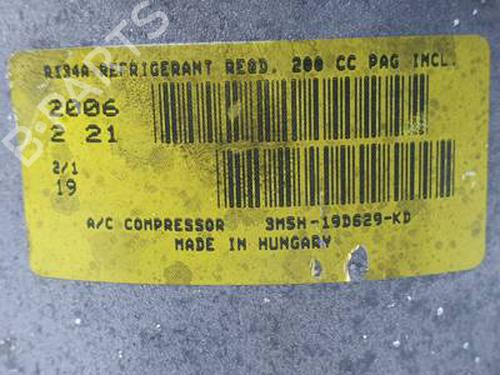 B-PARTS
R134A REFRIGERANT REQD. 200 CC PAG INCL.
2006
2 21
2/1
19
A/C COMPRESSOR 3M5H-19D629-KD
MADE IN HUNGARY